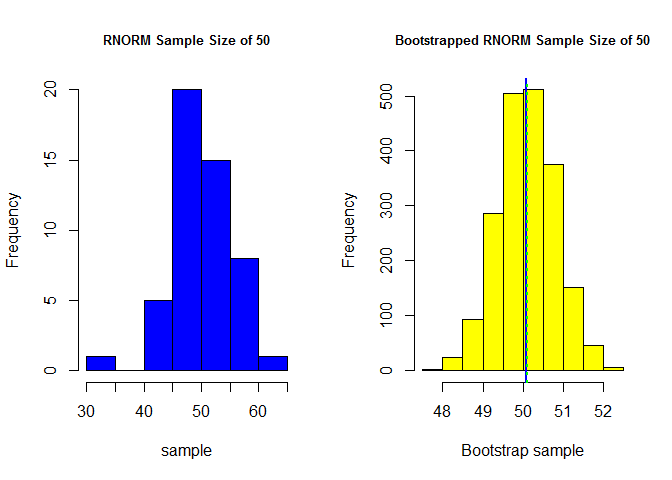 RNORM Sample Size of 50
Frequency
20
15
10
5
0
30 40 50 60
sample
Bootstrapped RNORM Sample Size of 50
Frequency
500
400
300
200
100
0
48 49 50 51 52
Bootstrap sample